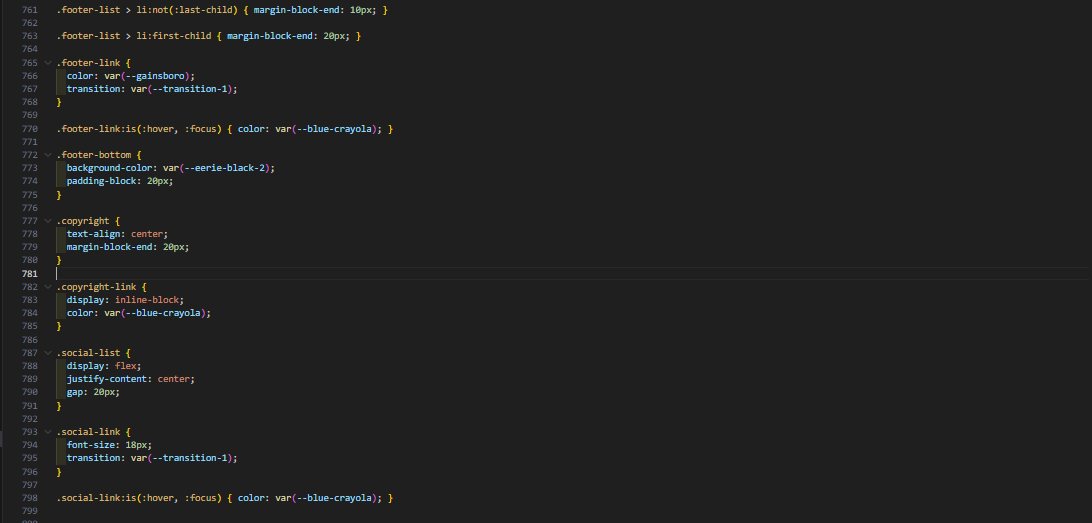 761 .footer-list > li:not(:last-child) { margin-block-end: 10px; }
762
763 .footer-list > li:first-child { margin-block-end: 20px; }
764
765 .footer-link {
766   color: var(--gainsboro);
767   transition: var(--transition-1);
768 }
769
770 .footer-link:is(:hover, :focus) { color: var(--blue-crayola); }
771
772 .footer-bottom {
773   background-color: var(--eerie-black-2);
774   padding-block: 20px;
775 }
776
777 .copyright {
778   text-align: center;
779   margin-block-end: 20px;
780 }
781
782 .copyright-link {
783   display: inline-block;
784   color: var(--blue-crayola);
785 }
786
787 .social-list {
788   display: flex;
789   justify-content: center;
790   gap: 20px;
791 }
792
793 .social-link {
794   font-size: 18px;
795   transition: var(--transition-1);
796 }
797
798 .social-link:is(:hover, :focus) { color: var(--blue-crayola); }
799